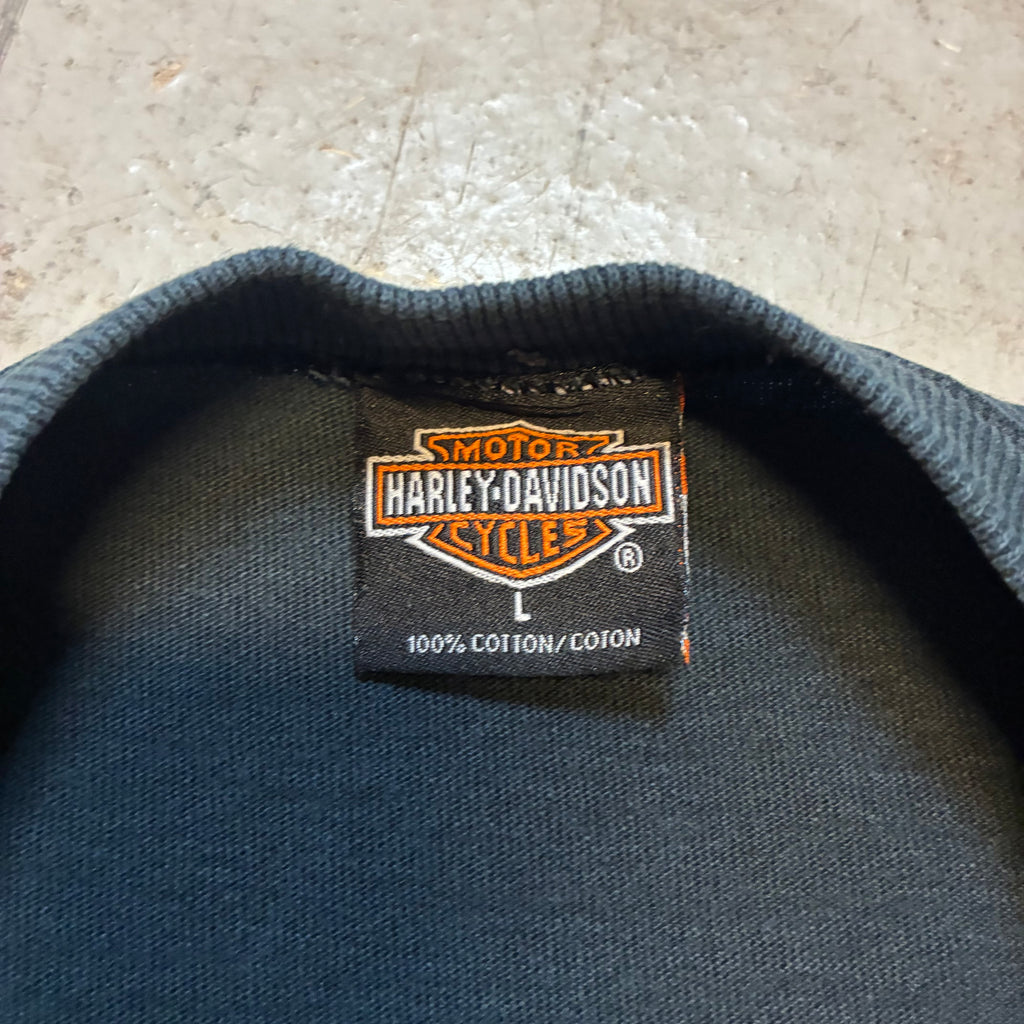 MOTOR
HARLEY-DAVIDSON
CYCLES
®
L
100% COTTON/COTON